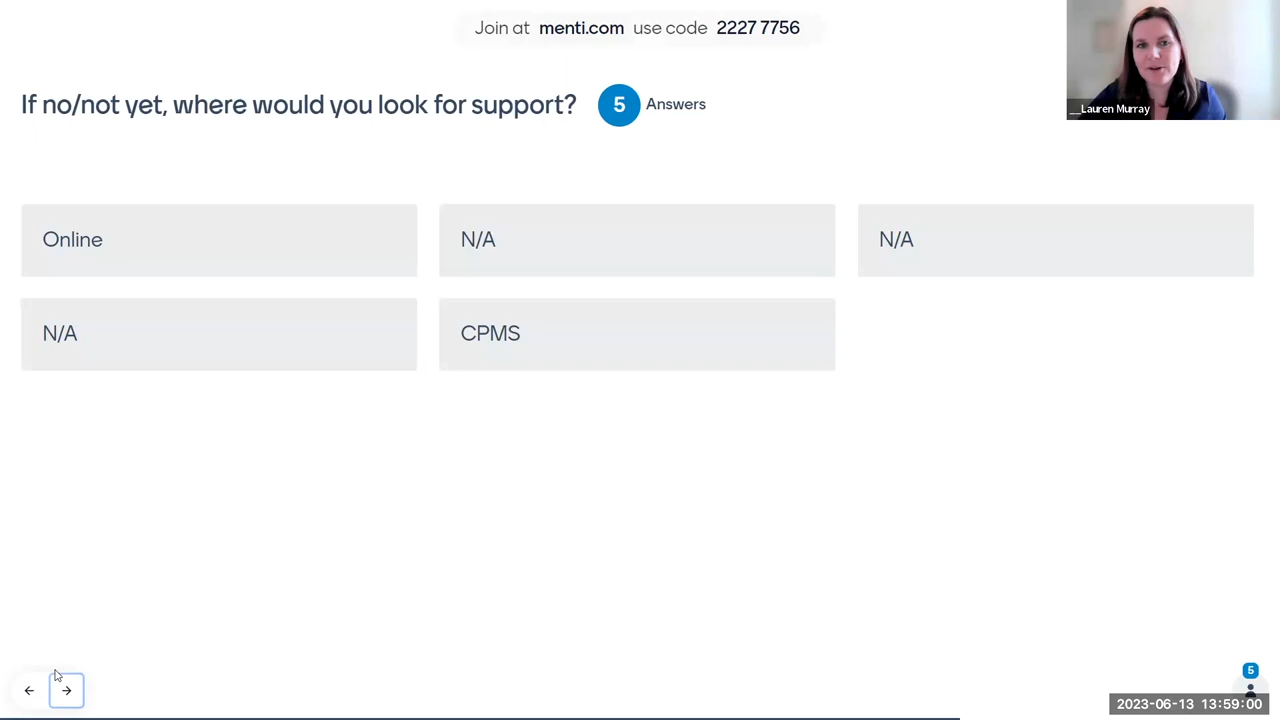 Join at menti.com use code 2227 7756
If no/not yet, where would you look for support? 5 Answers
__Lauren Murray
Online N/A N/A
N/A CPMS
5
2023-06-13 13:59:00